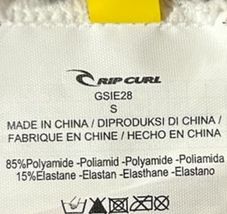 RIP CURL
GSIE28
S
MADE IN CHINA / DIPRODUKSI DI CHINA /
FABRIQUE EN CHINE / HECHO EN CHINA
85%Polyamide -Poliamid -Polyamide -Poliamida
15%Elastane -Elastan -Elasthane -Elastano